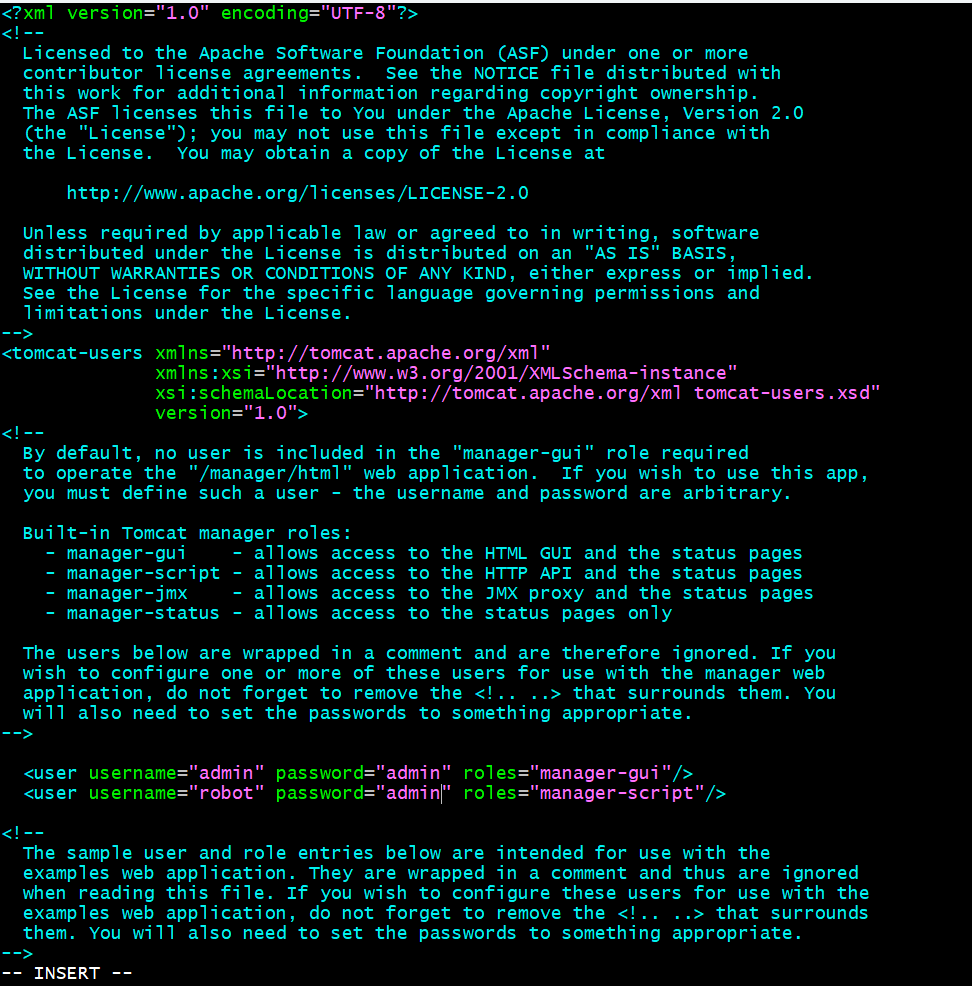 <?xml version="1.0" encoding="UTF-8"?>
<!--
  Licensed to the Apache Software Foundation (ASF) under one or more
  contributor license agreements.  See the NOTICE file distributed with
  this work for additional information regarding copyright ownership.
  The ASF licenses this file to You under the Apache License, Version 2.0
  (the "License"); you may not use this file except in compliance with
  the License.  You may obtain a copy of the License at

      http://www.apache.org/licenses/LICENSE-2.0

  Unless required by applicable law or agreed to in writing, software
  distributed under the License is distributed on an "AS IS" BASIS,
  WITHOUT WARRANTIES OR CONDITIONS OF ANY KIND, either express or implied.
  See the License for the specific language governing permissions and
  limitations under the License.
-->
<tomcat-users xmlns="http://tomcat.apache.org/xml"
              xmlns:xsi="http://www.w3.org/2001/XMLSchema-instance"
              xsi:schemaLocation="http://tomcat.apache.org/xml tomcat-users.xsd"
              version="1.0">
<!--
  By default, no user is included in the "manager-gui" role required
  to operate the "/manager/html" web application.  If you wish to use this app,
  you must define such a user - the username and password are arbitrary.

  Built-in Tomcat manager roles:
    - manager-gui    - allows access to the HTML GUI and the status pages
    - manager-script - allows access to the HTTP API and the status pages
    - manager-jmx    - allows access to the JMX proxy and the status pages
    - manager-status - allows access to the status pages only

  The users below are wrapped in a comment and are therefore ignored. If you
  wish to configure one or more of these users for use with the manager web
  application, do not forget to remove the <!.. ..> that surrounds them. You
  will also need to set the passwords to something appropriate.
-->

  <user username="admin" password="admin" roles="manager-gui"/>
  <user username="robot" password="admin" roles="manager-script"/>

<!--
  The sample user and role entries below are intended for use with the
  examples web application. They are wrapped in a comment and thus are ignored
  when reading this file. If you wish to configure these users for use with the
  examples web application, do not forget to remove the <!.. ..> that surrounds
  them. You will also need to set the passwords to something appropriate.
-->
-- INSERT --